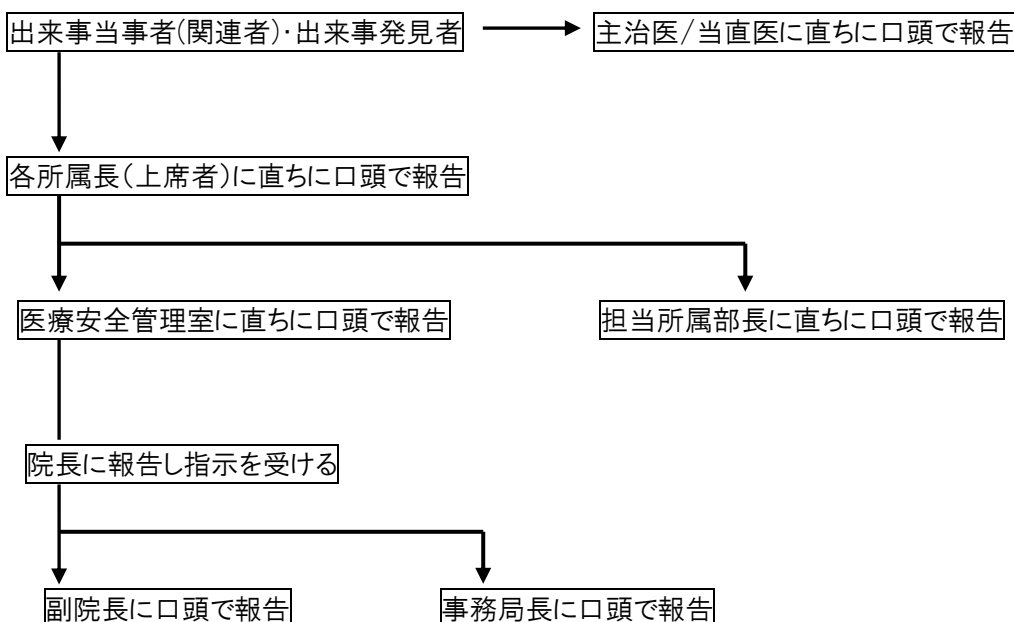 出来事当事者(関連者)・出来事発見者
主治医/当直医に直ちに口頭で報告
各所属長(上席者)に直ちに口頭で報告
医療安全管理室に直ちに口頭で報告
担当所属部長に直ちに口頭で報告
院長に報告し指示を受ける
副院長に口頭で報告
事務局長に口頭で報告